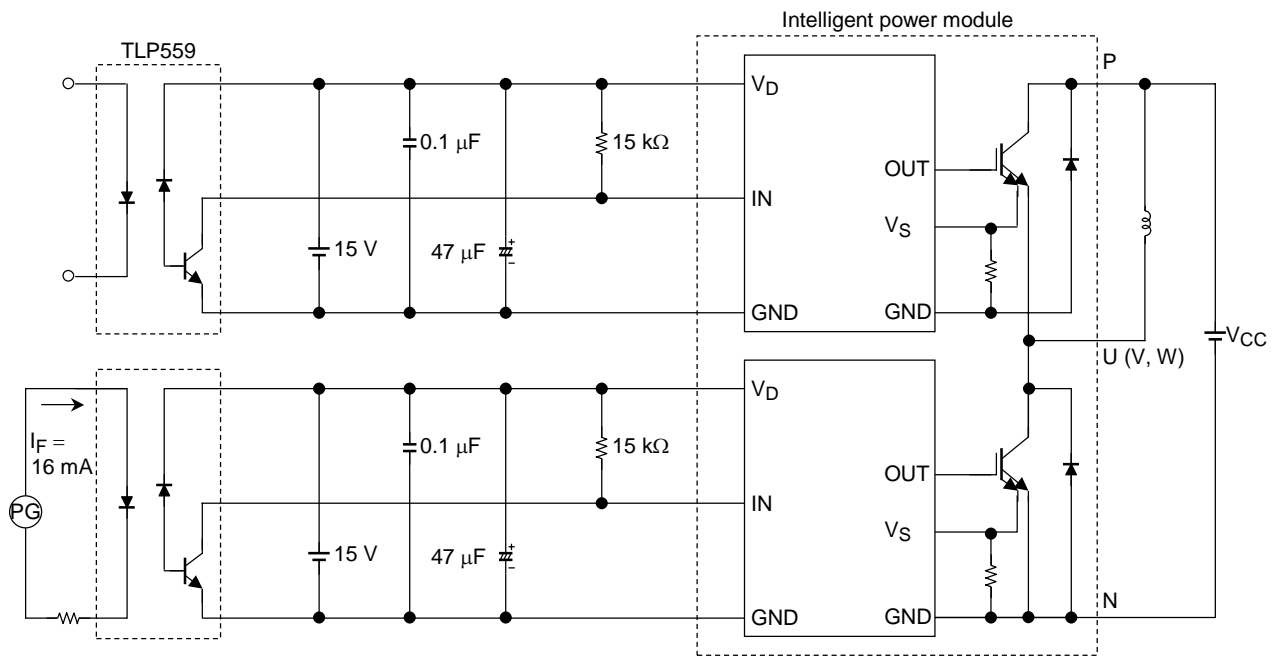 Intelligent power module
TLP559
P
V_D
0.1 μF
15 kΩ
OUT
IN
V_S
15 V
47 μF
+
−
GND
GND
V_CC
U (V, W)
V_D
I_F =
16 mA
0.1 μF
15 kΩ
OUT
PG
IN
V_S
15 V
47 μF
+
−
N
GND
GND